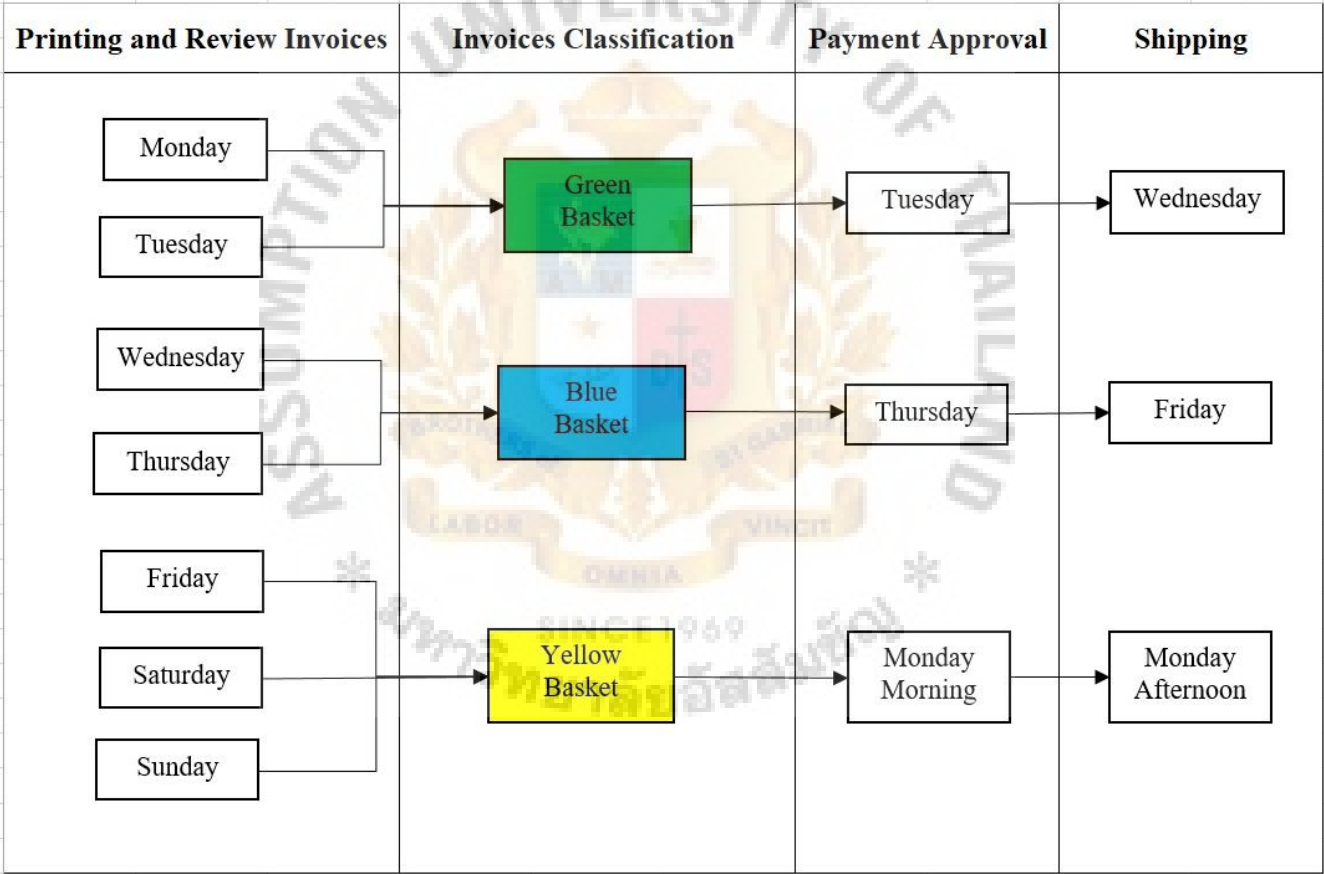 Printing and Review Invoices
Invoices Classification
Payment Approval
Shipping
Monday
Tuesday
Green
Basket
Tuesday
Wednesday
Wednesday
Thursday
Blue
Basket
Thursday
Friday
Friday
Saturday
Sunday
Yellow
Basket
Monday
Morning
Monday
Afternoon
ASSUMPTION UNIVERSITY OF THAILAND
LABOR
OMNIA
VINCIT
SINCE1969